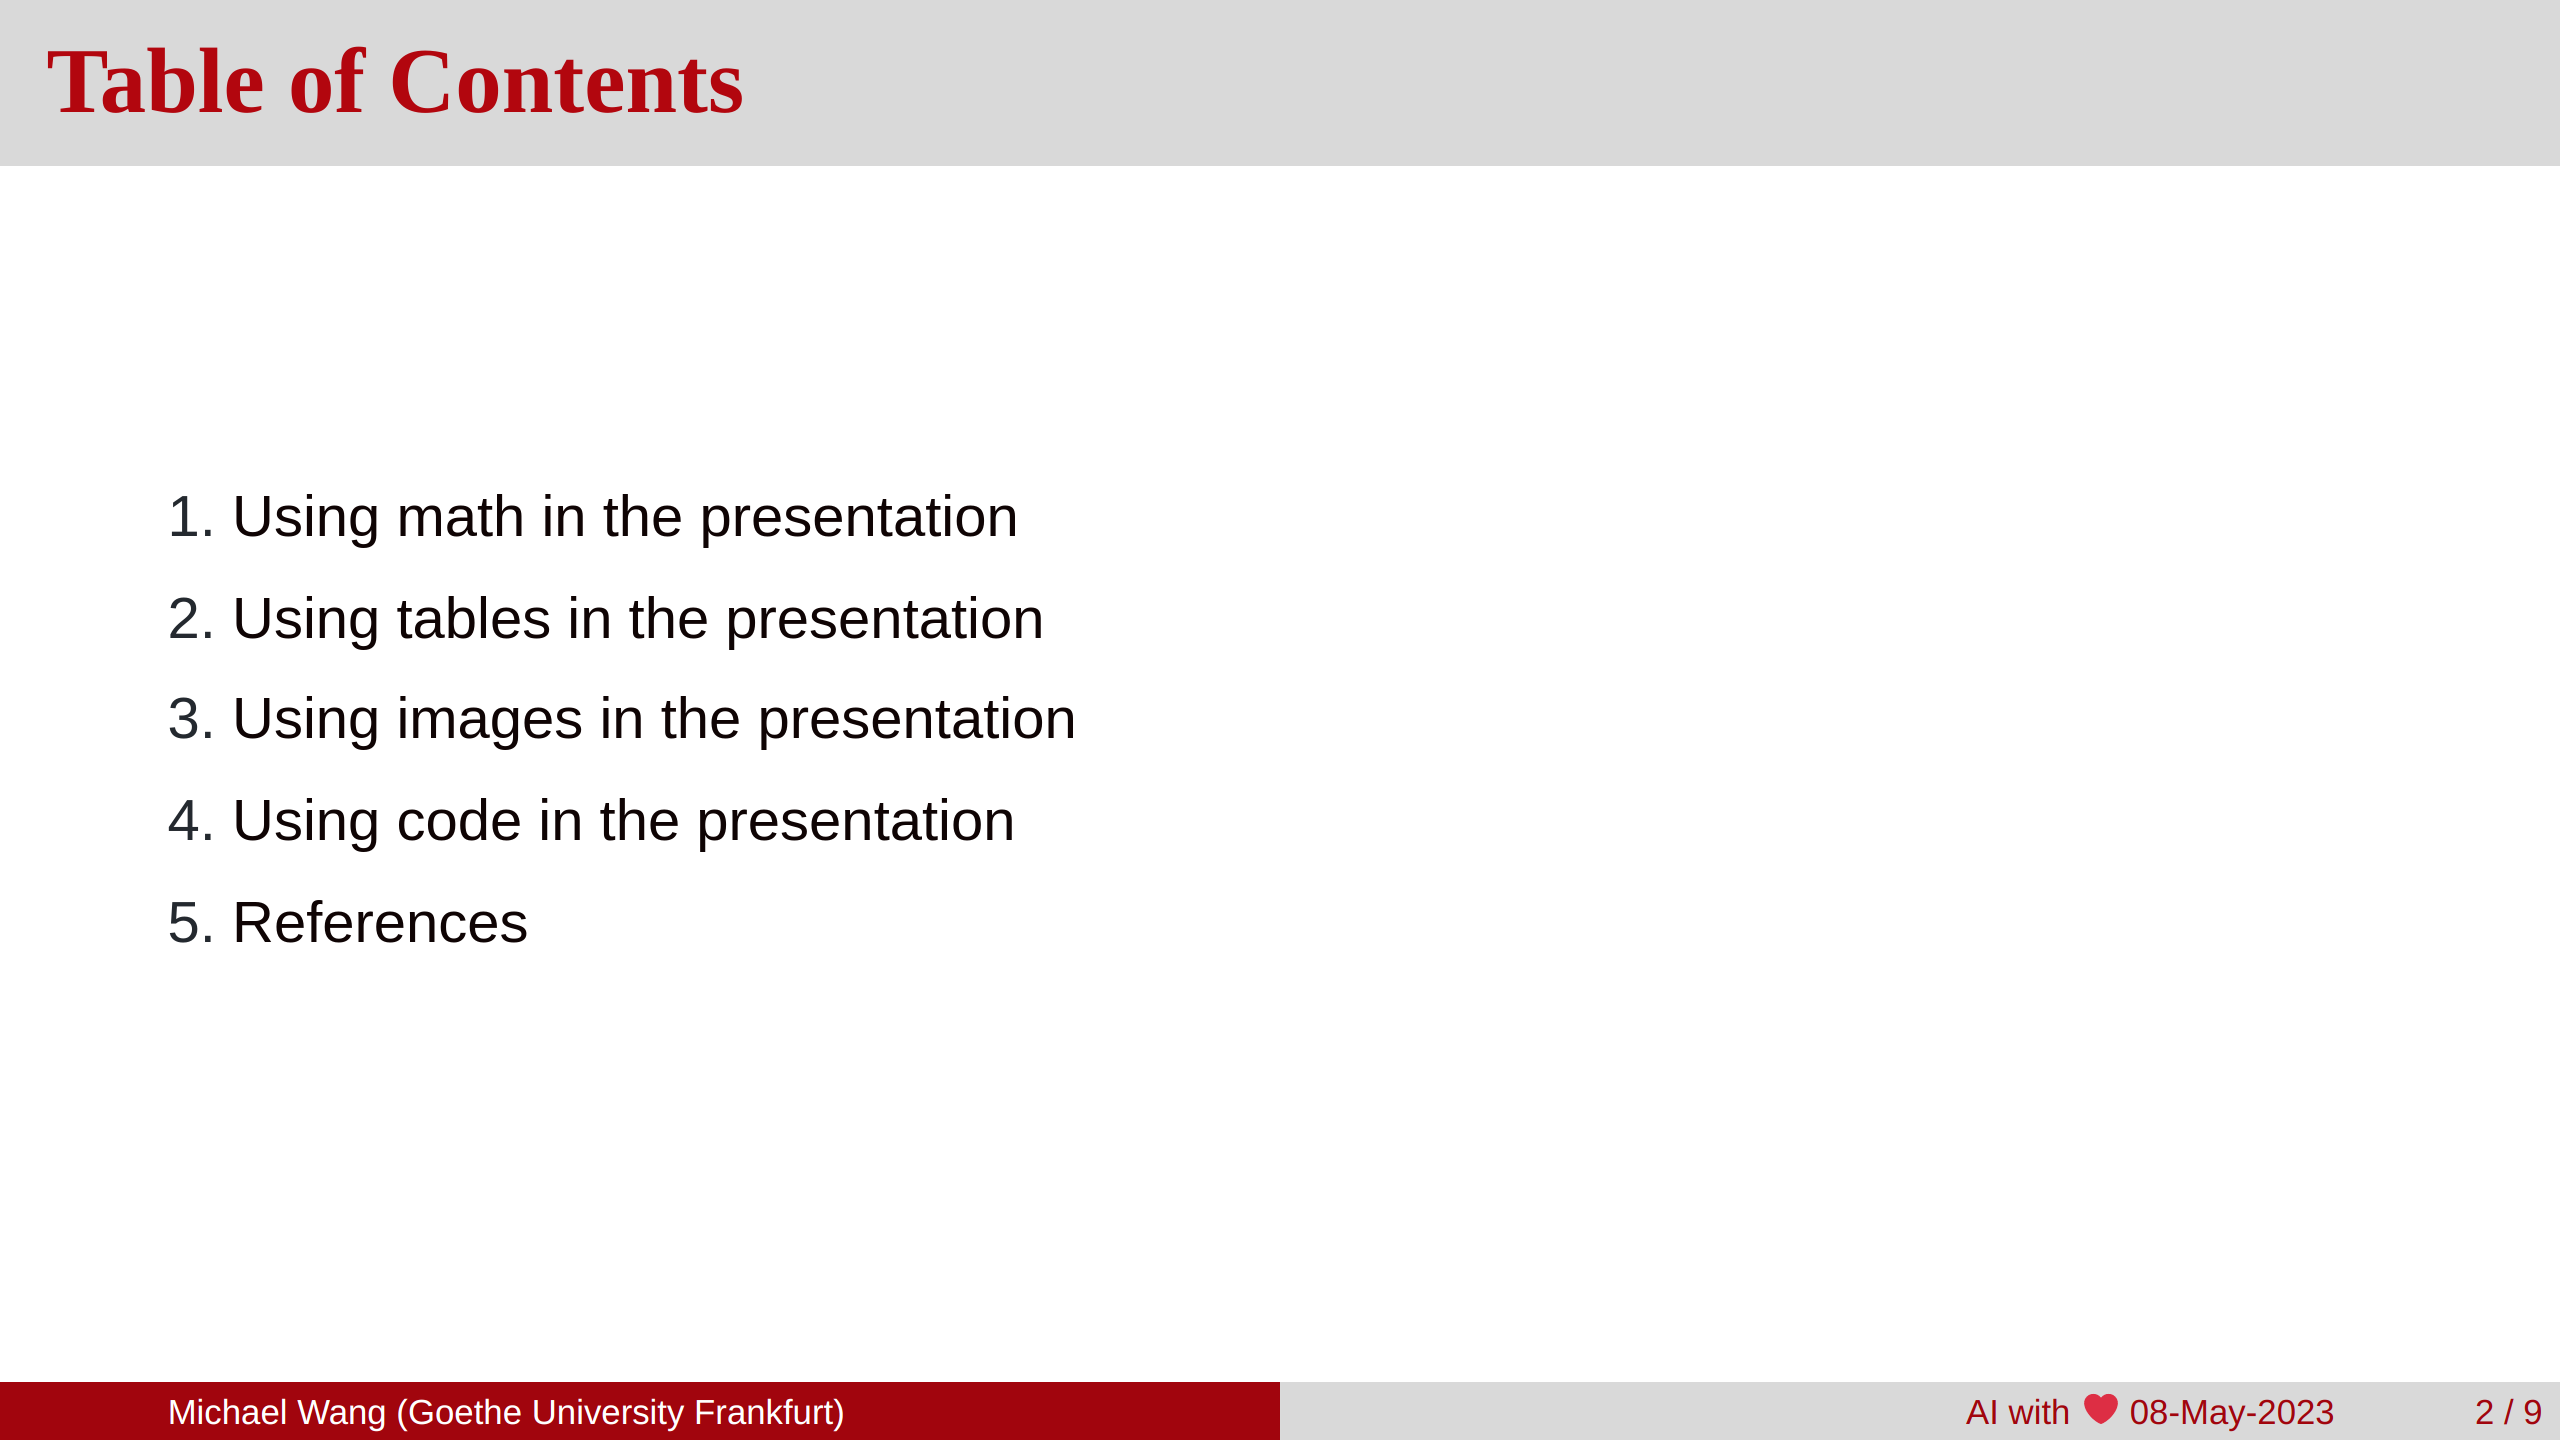 Table of Contents
1. Using math in the presentation
2. Using tables in the presentation
3. Using images in the presentation
4. Using code in the presentation
5. References
Michael Wang (Goethe University Frankfurt)
AI with ❤️ 08-May-2023
2 / 9